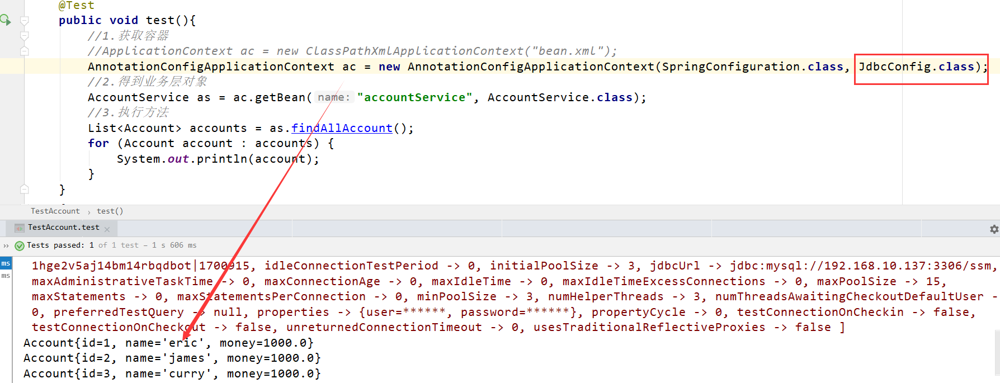 @Test
public void test(){
//1.获取容器
//ApplicationContext ac = new ClassPathXmlApplicationContext("bean.xml");
AnnotationConfigApplicationContext ac = new AnnotationConfigApplicationContext(SpringConfiguration.class, JdbcConfig.class);
//2.得到业务层对象
AccountService as = ac.getBean( name: "accountService", AccountService.class);
//3.执行方法
List<Account> accounts = as.findAllAccount();
for (Account account : accounts) {
System.out.println(account);
}
}
TestAccount › test()
TestAccount.test
›› Tests passed: 1 of 1 test – 1 s 606 ms
ms
ms
1hge2v5aj14bm14rbqdbot|1700915, idleConnectionTestPeriod -> 0, initialPoolSize -> 3, jdbcUrl -> jdbc:mysql://192.168.10.137:3306/ssm,
maxAdministrativeTaskTime -> 0, maxConnectionAge -> 0, maxIdleTime -> 0, maxIdleTimeExcessConnections -> 0, maxPoolSize -> 15,
maxStatements -> 0, maxStatementsPerConnection -> 0, minPoolSize -> 3, numHelperThreads -> 3, numThreadsAwaitingCheckoutDefaultUser -
0, preferredTestQuery -> null, properties -> {user=******, password=******}, propertyCycle -> 0, testConnectionOnCheckin -> false,
testConnectionOnCheckout -> false, unreturnedConnectionTimeout -> 0, usesTraditionalReflectiveProxies -> false ]
Account{id=1, name='eric', money=1000.0}
Account{id=2, name='james', money=1000.0}
Account{id=3, name='curry', money=1000.0}